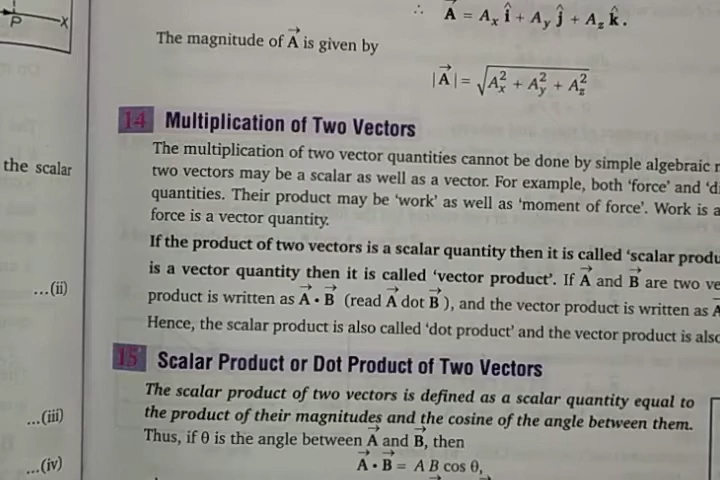 P
X
∴ A⃗ = Aₓ î + A_y ĵ + A_z k̂.
The magnitude of A⃗ is given by
|A⃗| = √(Aₓ² + A_y² + A_z²)
14 Multiplication of Two Vectors
The multiplication of two vector quantities cannot be done by simple algebraic
the scalar
two vectors may be a scalar as well as a vector. For example, both 'force' and
quantities. Their product may be 'work' as well as 'moment of force'. Work is a
force is a vector quantity.
If the product of two vectors is a scalar quantity then it is called 'scalar
is a vector quantity then it is called 'vector product'. If A⃗ and B⃗ are two
...(ii)
product is written as A⃗ • B⃗ (read A⃗ dot B⃗), and the vector product is written as
Hence, the scalar product is also called 'dot product' and the vector product is
15 Scalar Product or Dot Product of Two Vectors
The scalar product of two vectors is defined as a scalar quantity equal to
the product of their magnitudes and the cosine of the angle between them.
...(iii)
Thus, if θ is the angle between A⃗ and B⃗, then
A⃗ • B⃗ = A B cos θ,
...(iv)